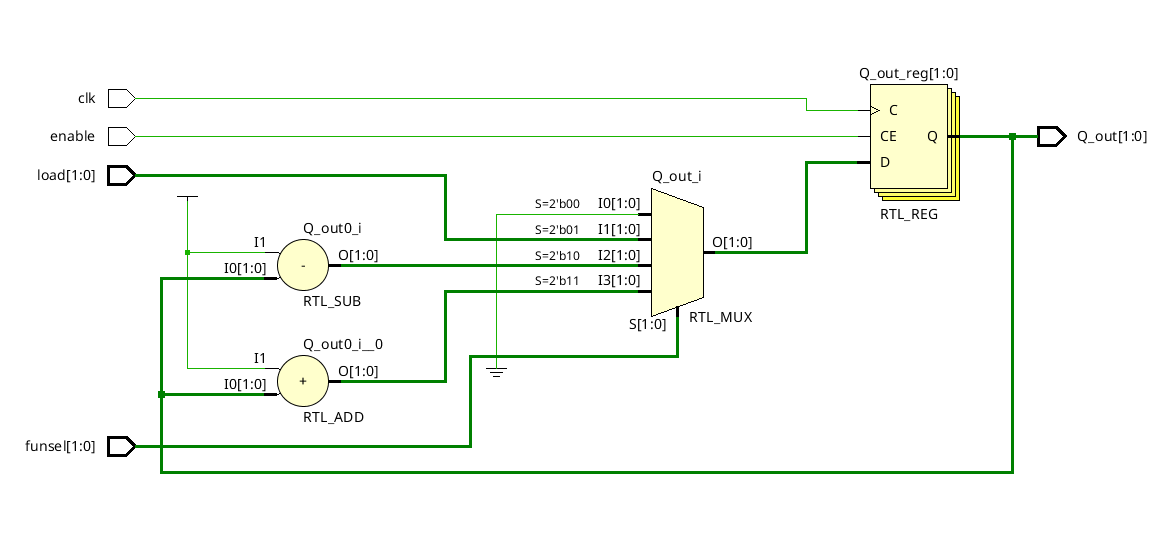 Q_out_reg[1:0]
clk
C
enable
CE
Q
Q_out[1:0]
D
load[1:0]
Q_out_i
RTL_REG
S=2'b00
I0[1:0]
S=2'b01
I1[1:0]
Q_out0_i
I1
O[1:0]
O[1:0]
S=2'b10
I2[1:0]
-
I0[1:0]
S=2'b11
I3[1:0]
RTL_SUB
S[1:0]
RTL_MUX
Q_out0_i__0
I1
O[1:0]
+
I0[1:0]
RTL_ADD
funsel[1:0]